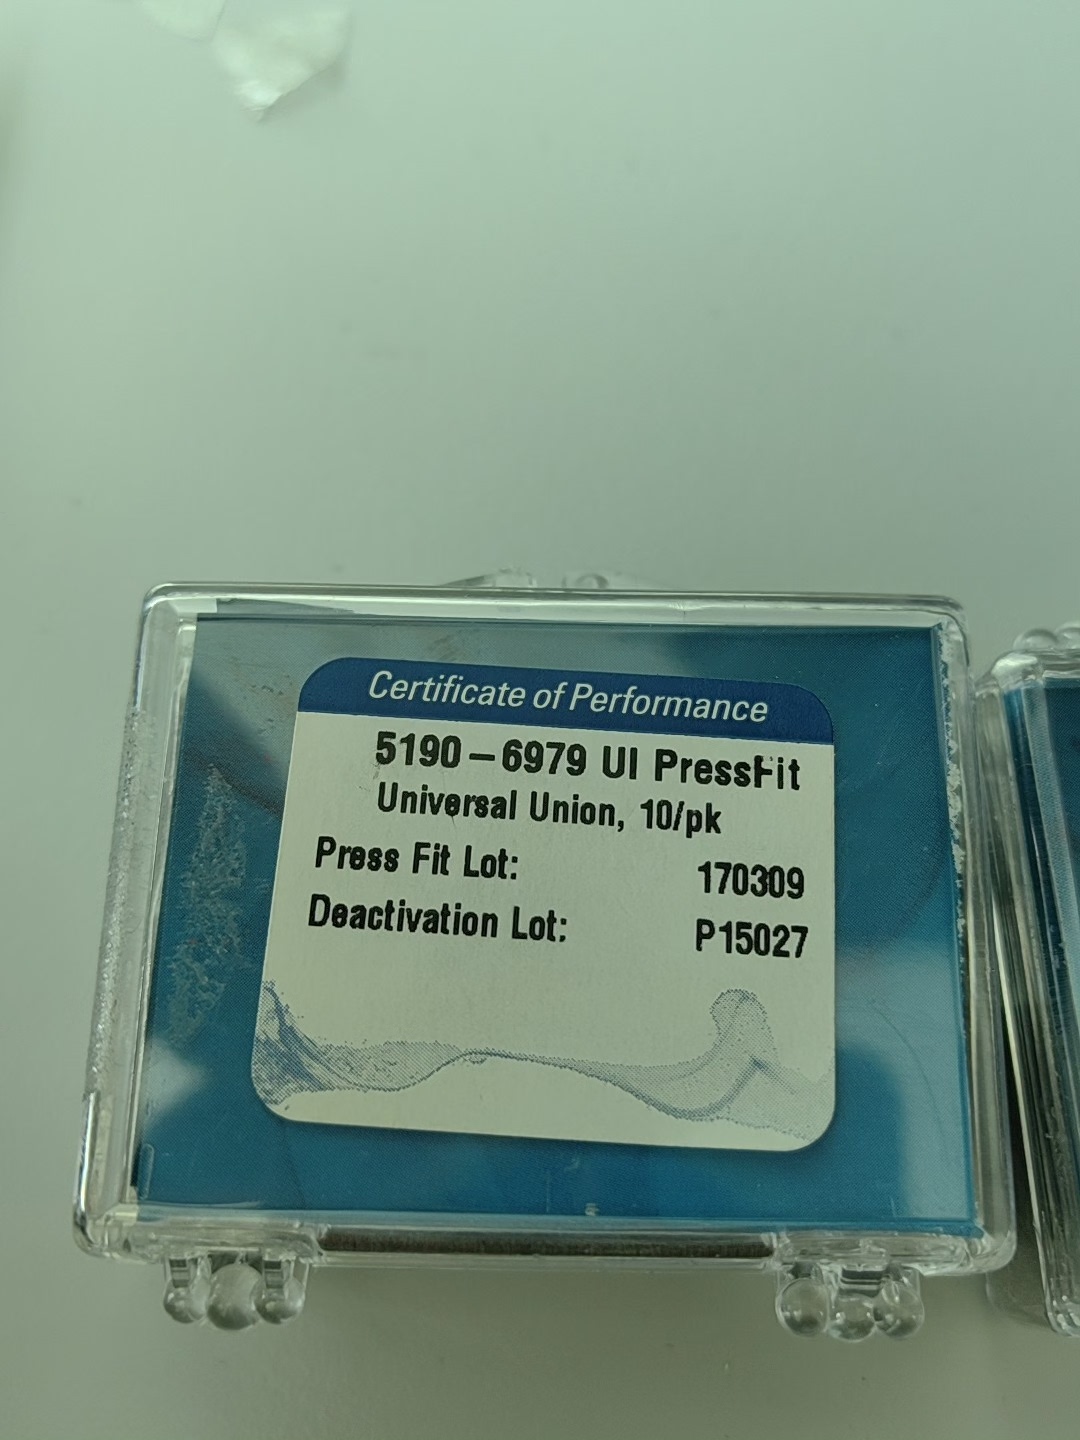 Certificate of Performance
5190-6979 UI PressFit
Universal Union, 10/pk
Press Fit Lot: 170309
Deactivation Lot: P15027